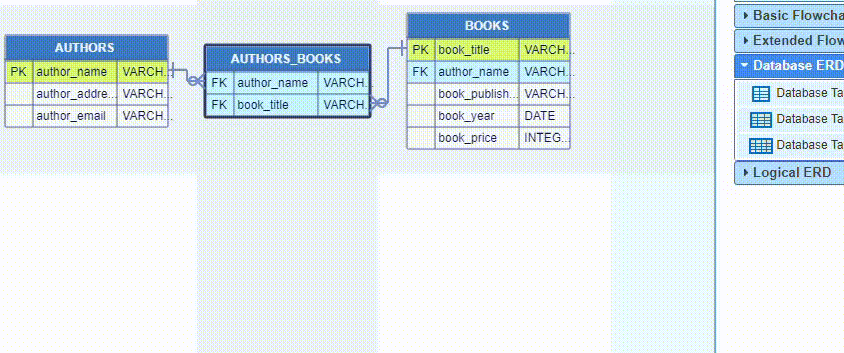 AUTHORS
PK author_name VARCH...
author_addre... VARCH...
author_email VARCH...
AUTHORS_BOOKS
FK author_name VARCH.
FK book_title VARCH.
BOOKS
PK book_title VARCH...
FK author_name VARCH...
book_publish... VARCH...
book_year DATE
book_price INTEG...
Basic Flowcha
Extended Flow
Database ERD
Database Ta
Database Ta
Database Ta
Logical ERD